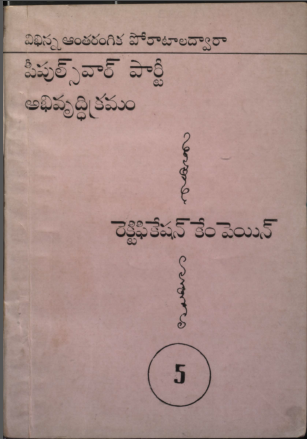 విభిన్న ఆంతరంగిక పోరాటాలద్వారా
పీపుల్స్‌వార్ పార్టీ
అభివృద్ధిక్రమం
రెక్టిఫికేషన్ కేంపెయిన్
5